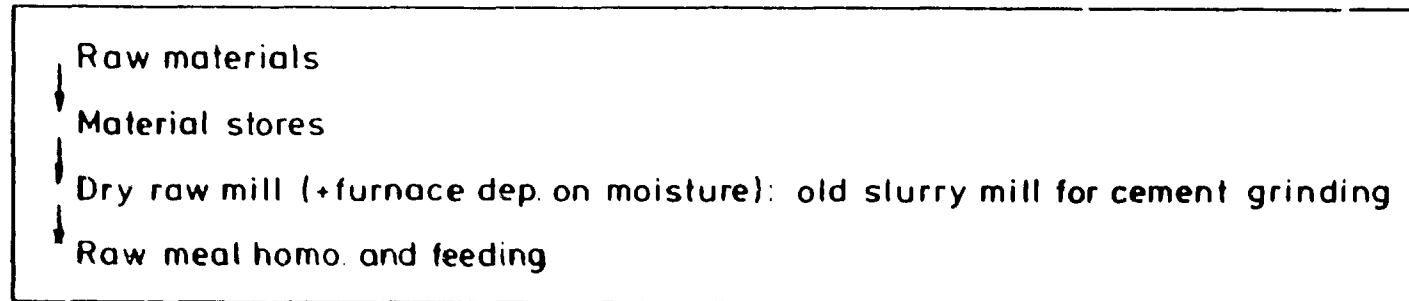 Raw materials
Material stores
Dry raw mill (+furnace dep. on moisture): old slurry mill for cement grinding
Raw meal homo. and feeding